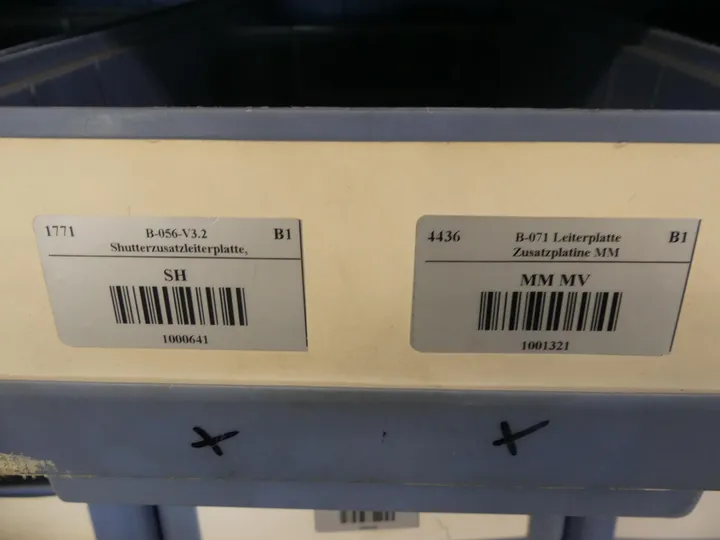 1771 B-056-V3.2 B1
Shutterzusatzleiterplatte,
SH
1000641
4436 B-071 Leiterplatte B1
Zusatzplatine MM
MM MV
1001321